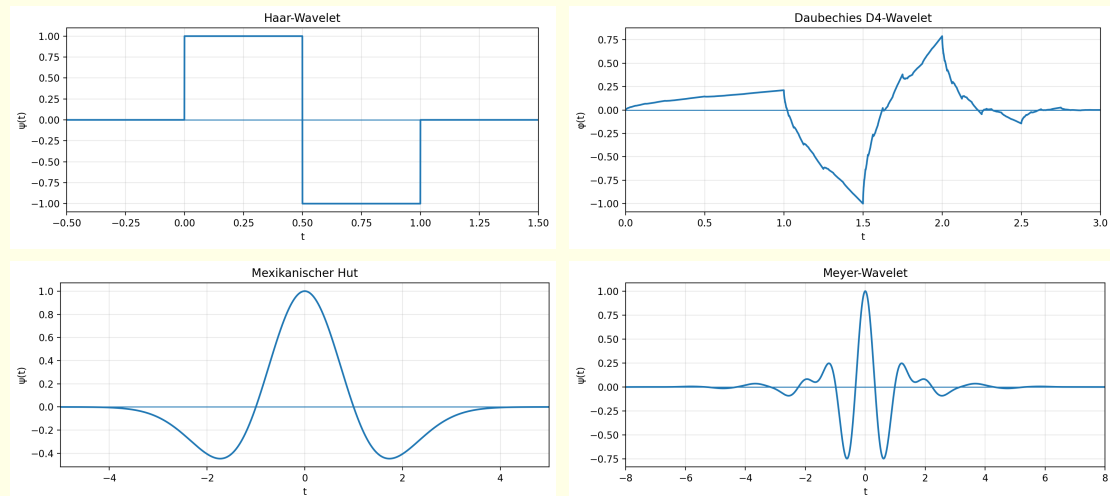 Haar-Wavelet
1.00
0.75
0.50
0.25
0.00
−0.25
−0.50
−0.75
−1.00
ψ(t)
−0.50 −0.25 0.00 0.25 0.50 0.75 1.00 1.25 1.50
t
Daubechies D4-Wavelet
0.75
0.50
0.25
0.00
−0.25
−0.50
−0.75
−1.00
φ(t)
0.0 0.5 1.0 1.5 2.0 2.5 3.0
t
Mexikanischer Hut
1.0
0.8
0.6
0.4
0.2
0.0
−0.2
−0.4
ψ(t)
−4 −2 0 2 4
t
Meyer-Wavelet
1.00
0.75
0.50
0.25
0.00
−0.25
−0.50
−0.75
ψ(t)
−8 −6 −4 −2 0 2 4 6 8
t